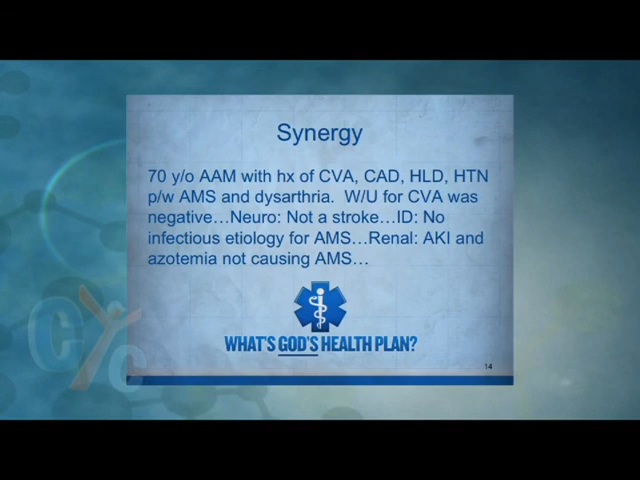 Synergy
70 y/o AAM with hx of CVA, CAD, HLD, HTN
p/w AMS and dysarthria.  W/U for CVA was
negative…Neuro: Not a stroke…ID: No
infectious etiology for AMS…Renal: AKI and
azotemia not causing AMS…
WHAT'S GOD'S HEALTH PLAN?
14
CYC